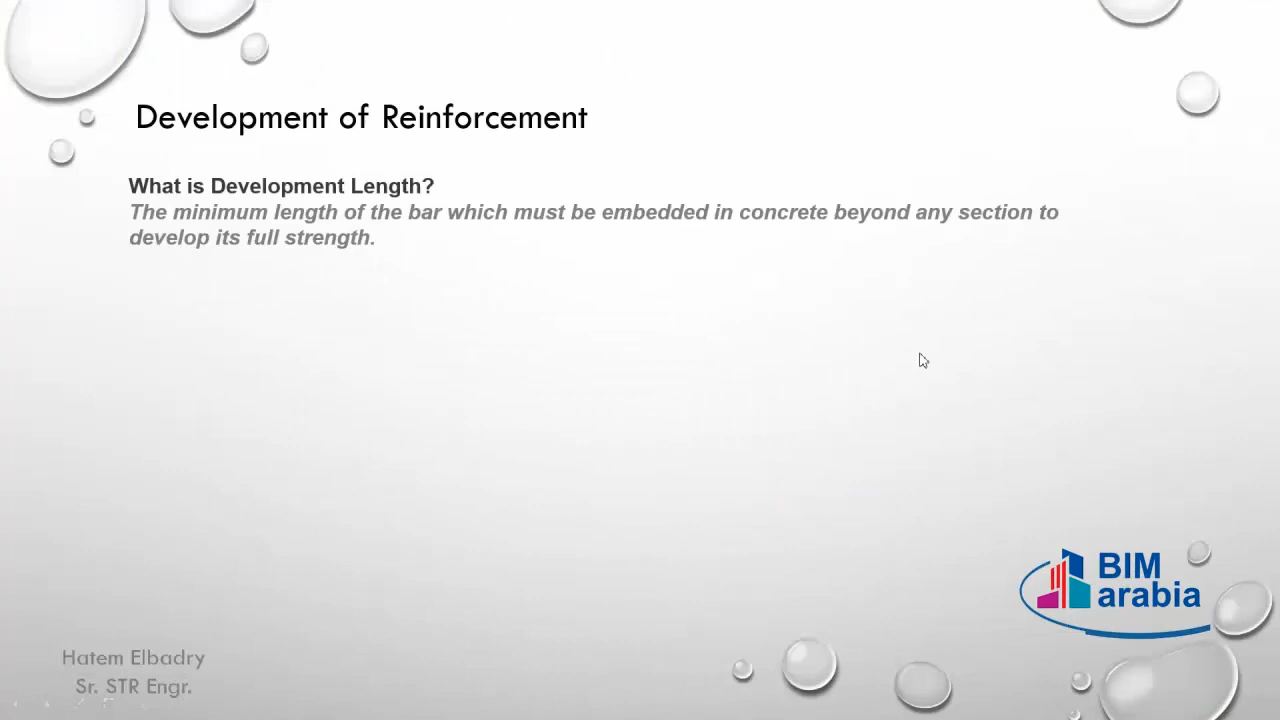 Development of Reinforcement
What is Development Length?
The minimum length of the bar which must be embedded in concrete beyond any section to
develop its full strength.
BIM
arabia
Hatem Elbadry
Sr. STR Engr.